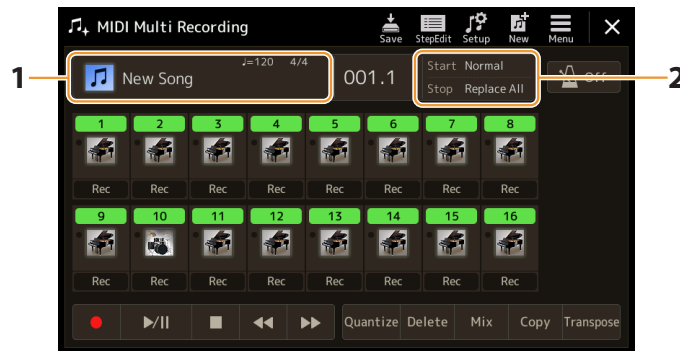 MIDI Multi Recording
Save StepEdit Setup New Menu
1
New Song
♩=120 4/4
001.1
Start Normal
Stop Replace All
Off
2
1 2 3 4 5 6 7 8
Rec Rec Rec Rec Rec Rec Rec Rec
9 10 11 12 13 14 15 16
Rec Rec Rec Rec Rec Rec Rec Rec
Quantize Delete Mix Copy Transpose